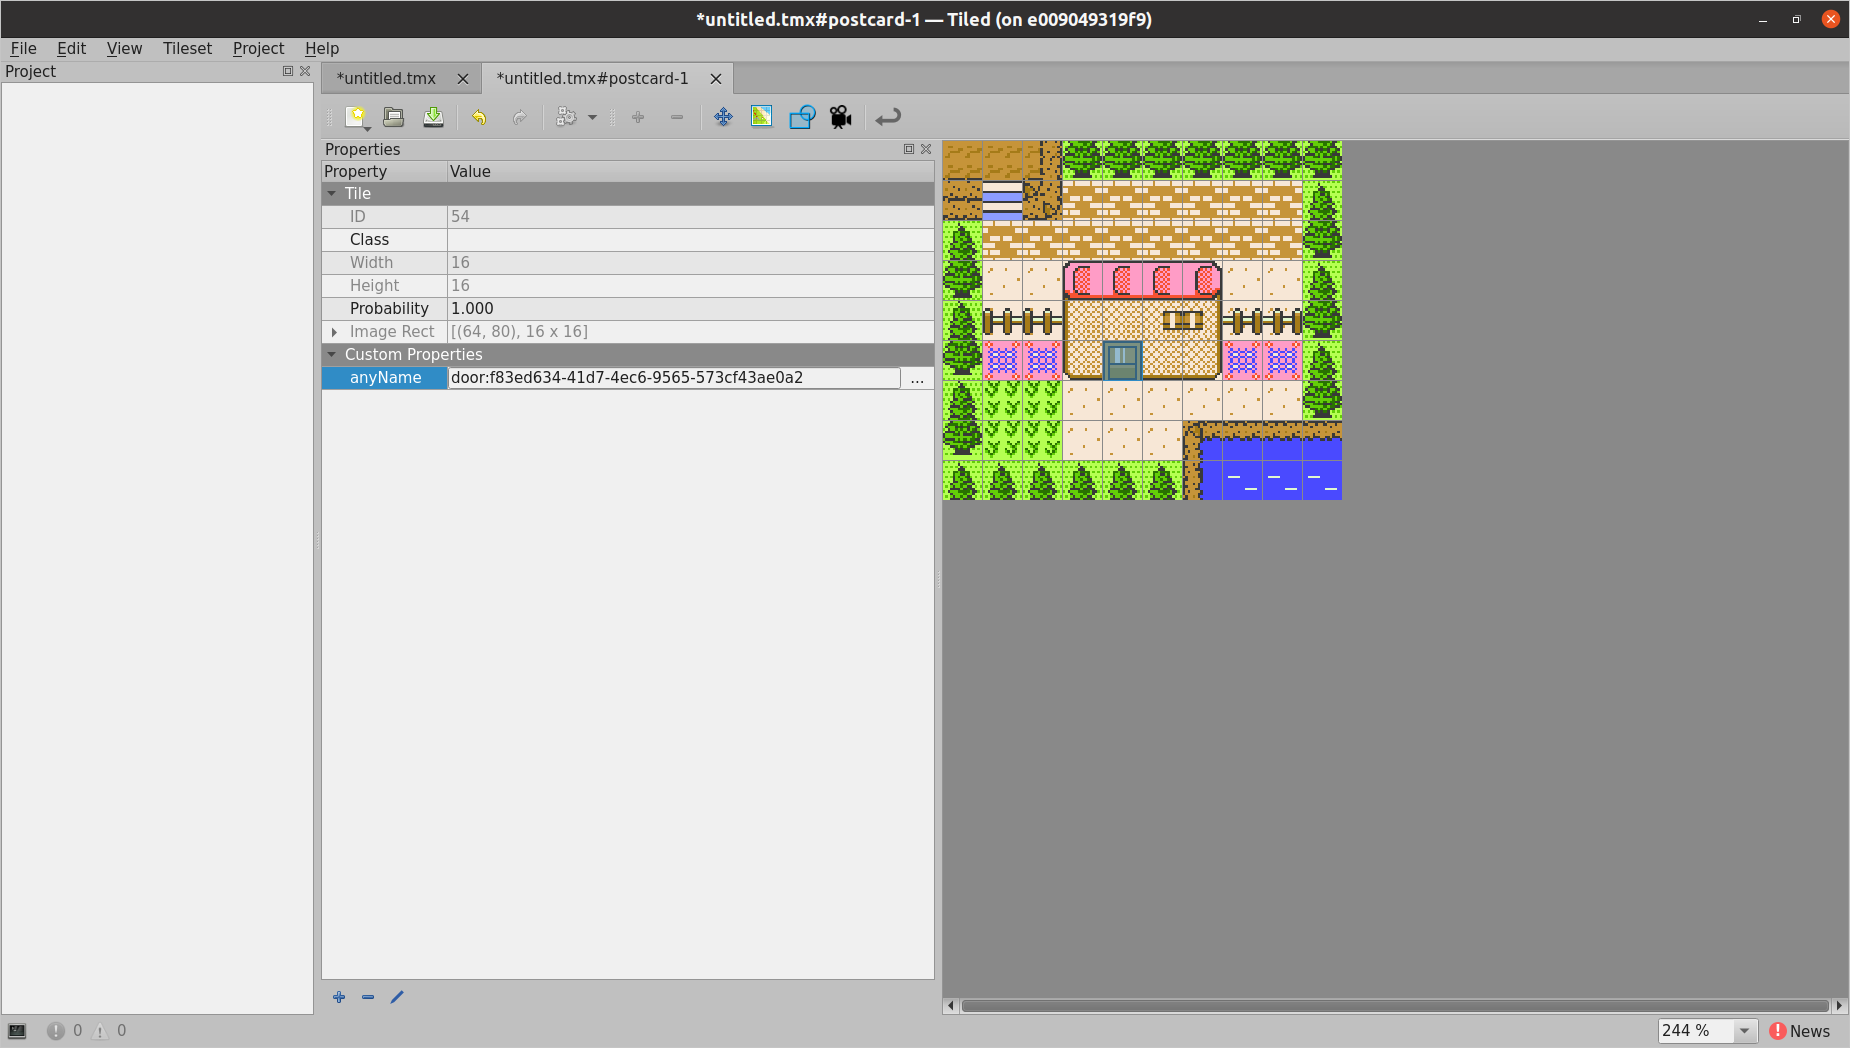 *untitled.tmx#postcard-1 — Tiled (on e009049319f9)
File Edit View Tileset Project Help
Project
*untitled.tmx
*untitled.tmx#postcard-1
Properties
Property Value
Tile
ID 54
Class
Width 16
Height 16
Probability 1.000
Image Rect [(64, 80), 16 x 16]
Custom Properties
anyName door:f83ed634-41d7-4ec6-9565-573cf43ae0a2 ...
0 0
244 %
News